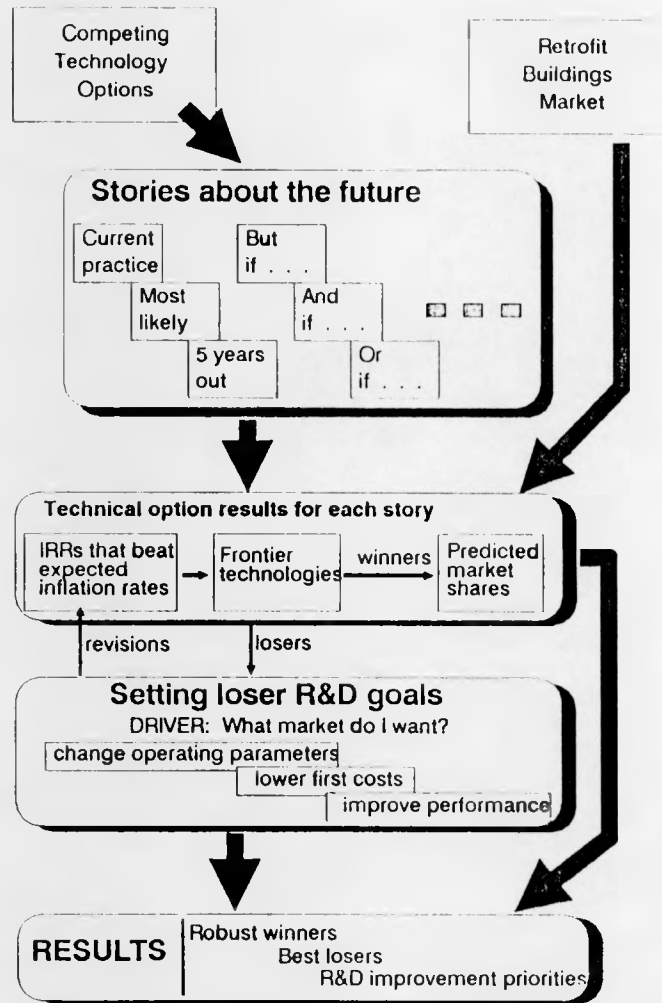 Competing
Technology
Options
Retrofit
Buildings
Market
Stories about the future
Current
practice
Most
likely
5 years
out
But
if . . .
And
if . . .
Or
if . . .
Technical option results for each story
IRRs that beat
expected
inflation rates
Frontier
technologies
winners
Predicted
market
shares
revisions
losers
Setting loser R&D goals
DRIVER: What market do I want?
change operating parameters
lower first costs
improve performance
RESULTS
Robust winners
Best losers
R&D improvement priorities